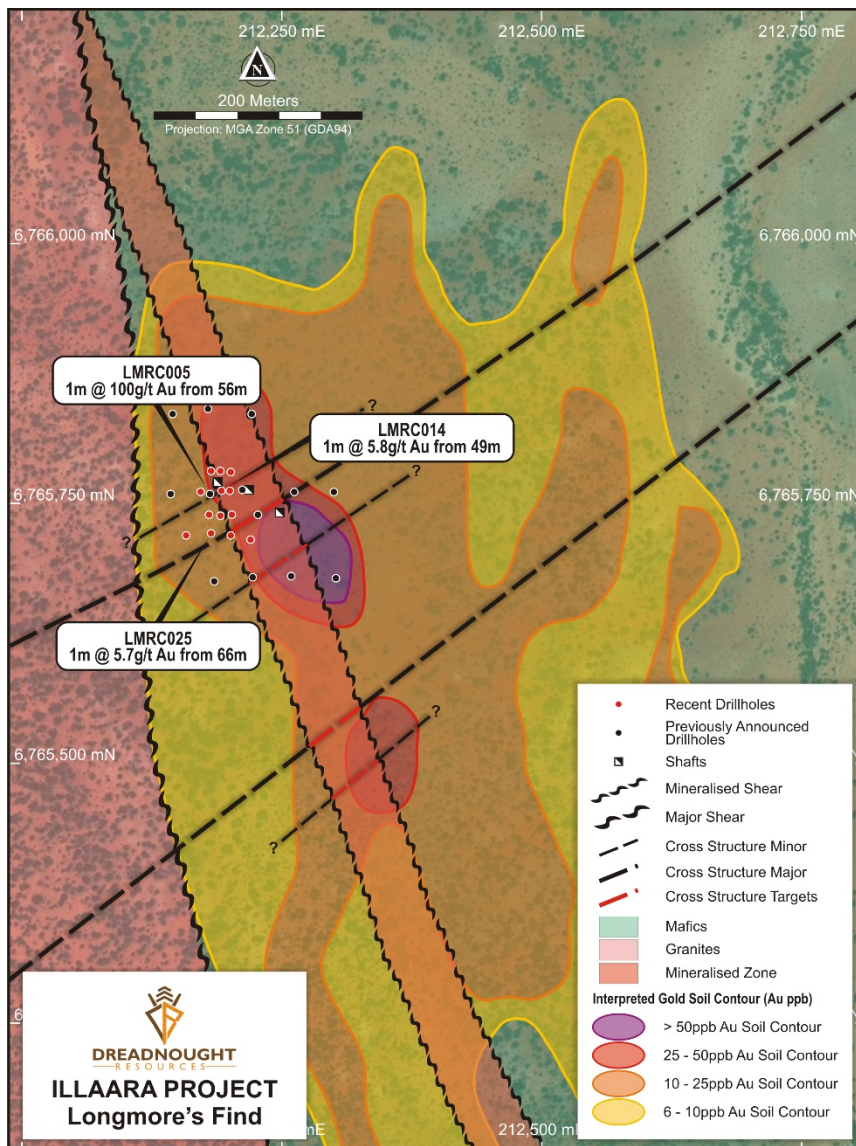 212,250 mE
212,500 mE
212,750 mE
N
200 Meters
Projection: MGA Zone 51 (GDA94)
6,766,000 mN
6,766,000 mN
LMRC005
1m @ 100g/t Au from 56m
?
LMRC014
1m @ 5.8g/t Au from 49m
?
6,765,750 mN
6,765,750 mN
?
?
LMRC025
1m @ 5.7g/t Au from 66m
?
6,765,500 mN
?
Recent Drillholes
Previously Announced
Drillholes
Shafts
Mineralised Shear
Major Shear
Cross Structure Minor
Cross Structure Major
Cross Structure Targets
Mafics
Granites
Mineralised Zone
Interpreted Gold Soil Contour (Au ppb)
> 50ppb Au Soil Contour
25 - 50ppb Au Soil Contour
10 - 25ppb Au Soil Contour
6 - 10ppb Au Soil Contour
DREADNOUGHT
RESOURCES
ILLAARA PROJECT
Longmore's Find
mE
212,500 mE